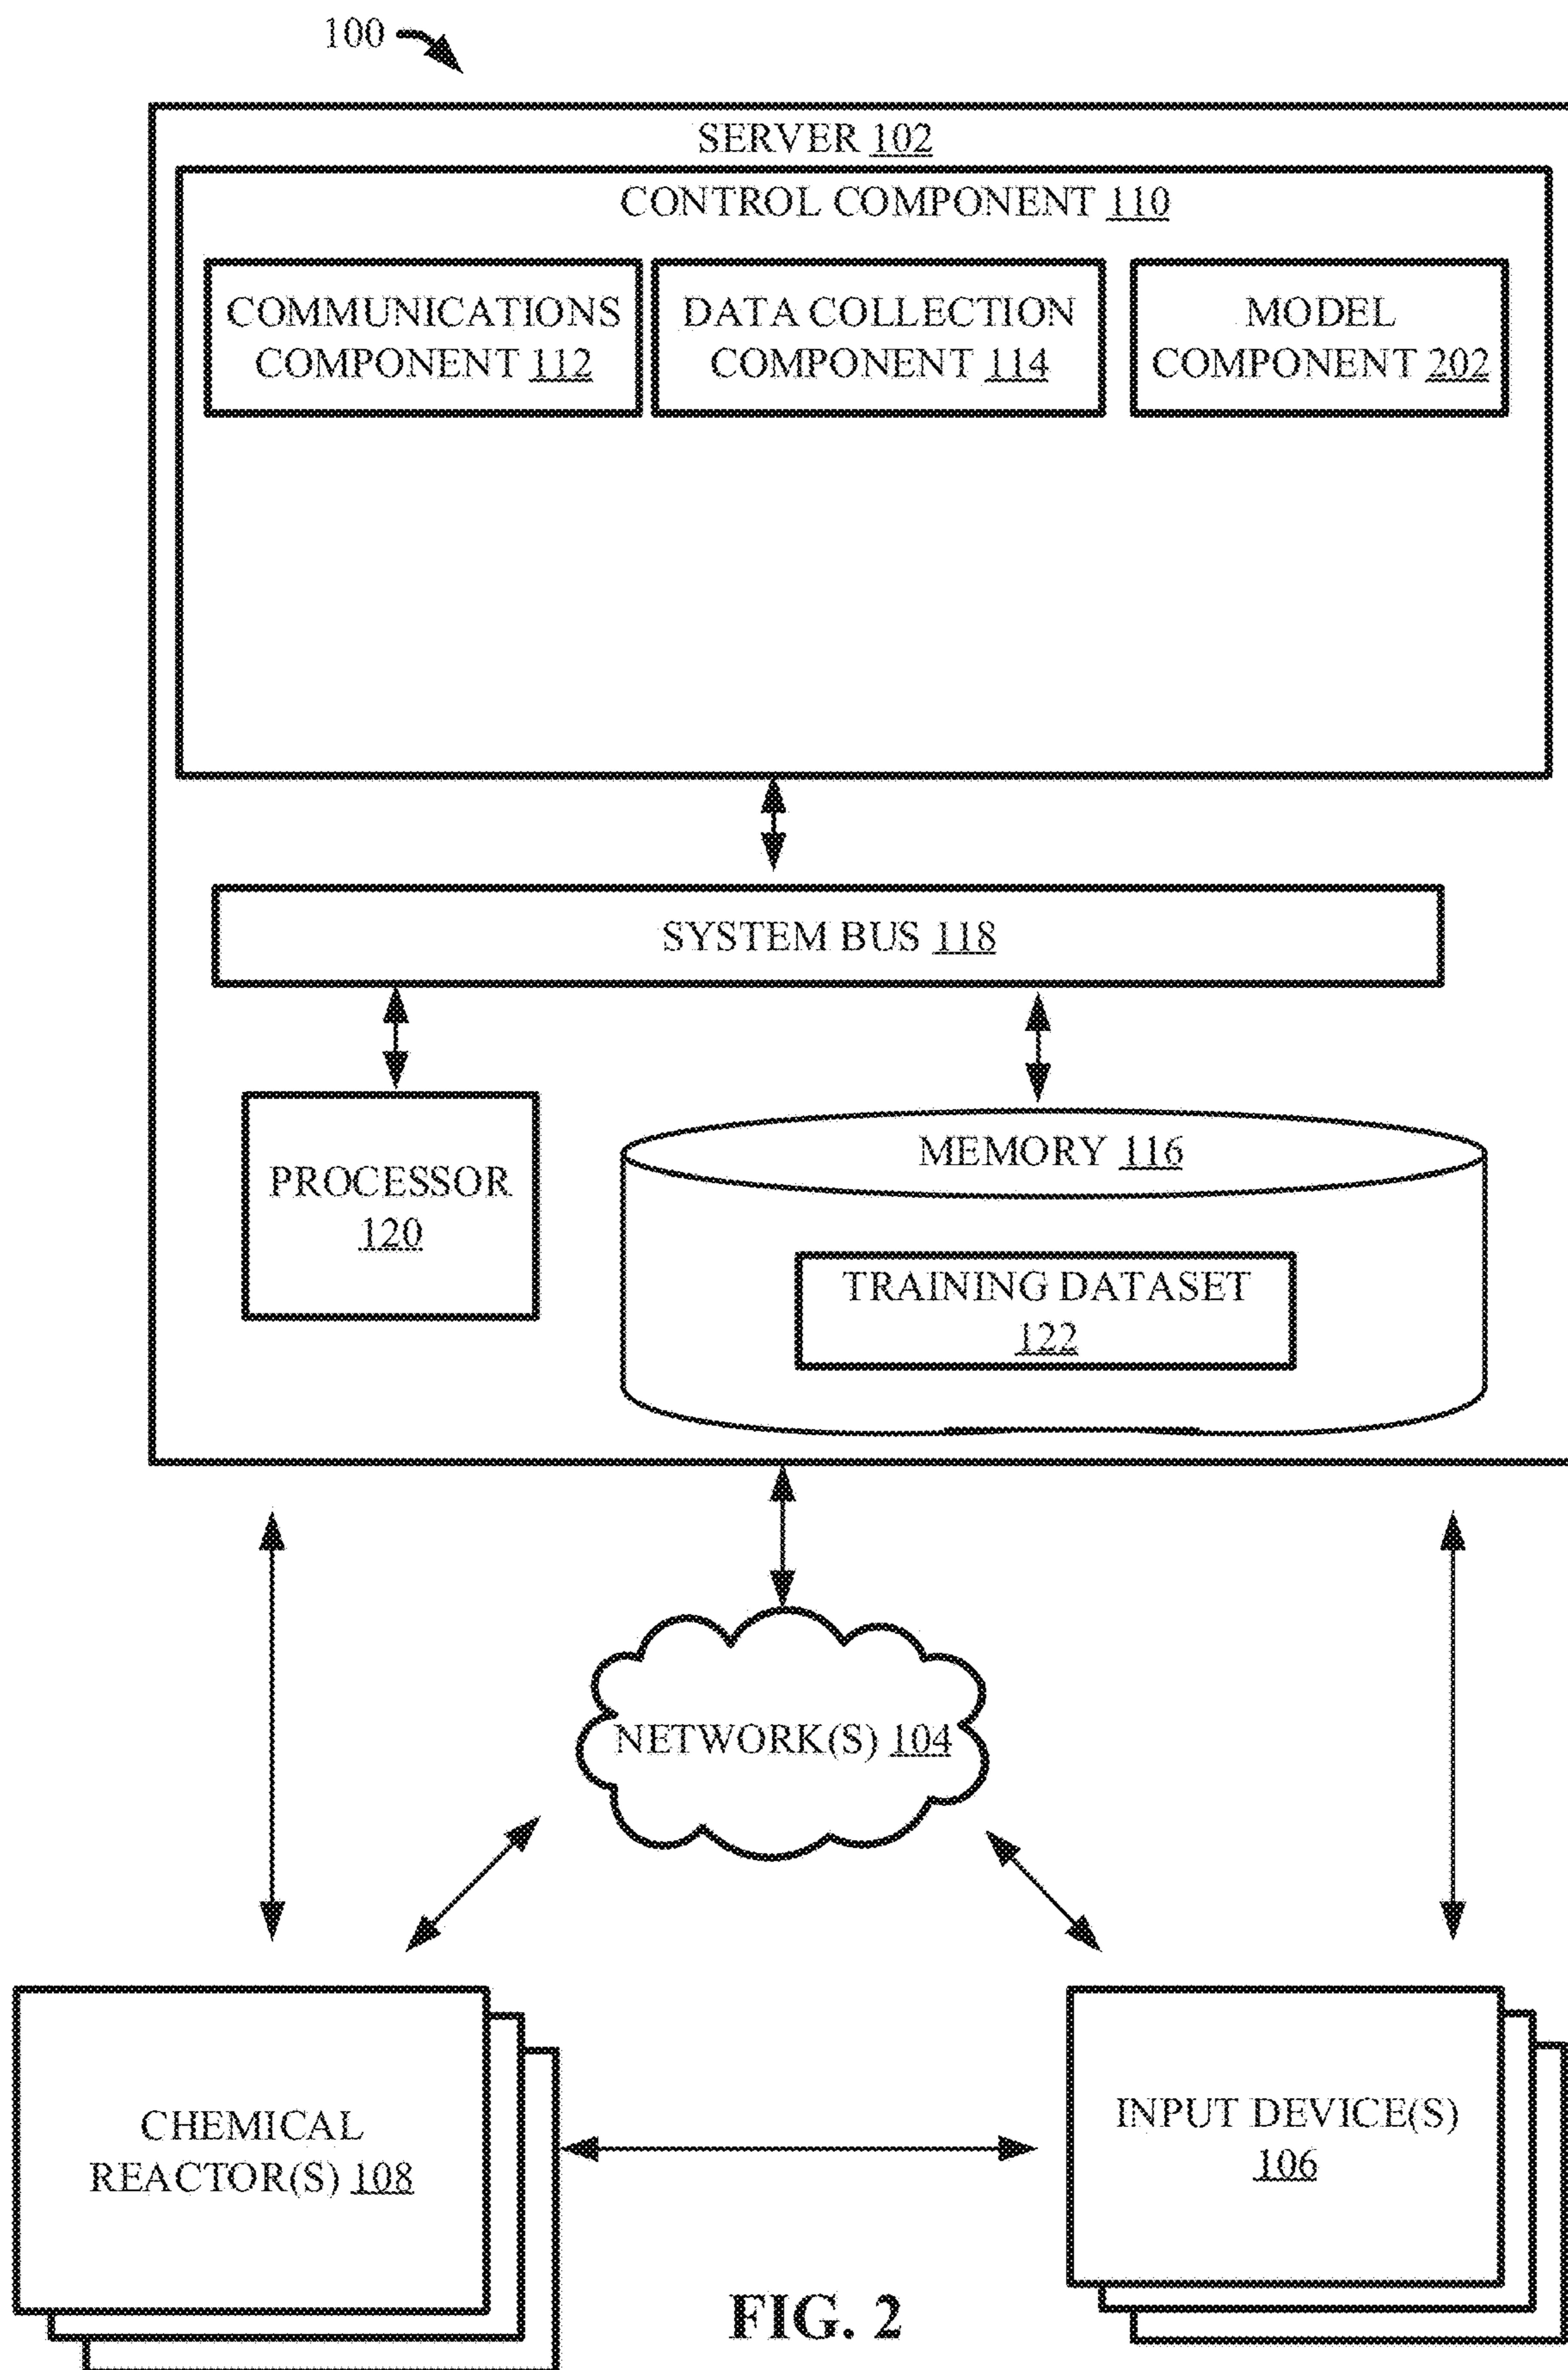 100
SERVER 102
CONTROL COMPONENT 110
COMMUNICATIONS
COMPONENT 112
DATA COLLECTION
COMPONENT 114
MODEL
COMPONENT 202
SYSTEM BUS 118
PROCESSOR
120
MEMORY 116
TRAINING DATASET
122
NETWORK(S) 104
CHEMICAL
REACTOR(S) 108
INPUT DEVICE(S)
106
FIG. 2